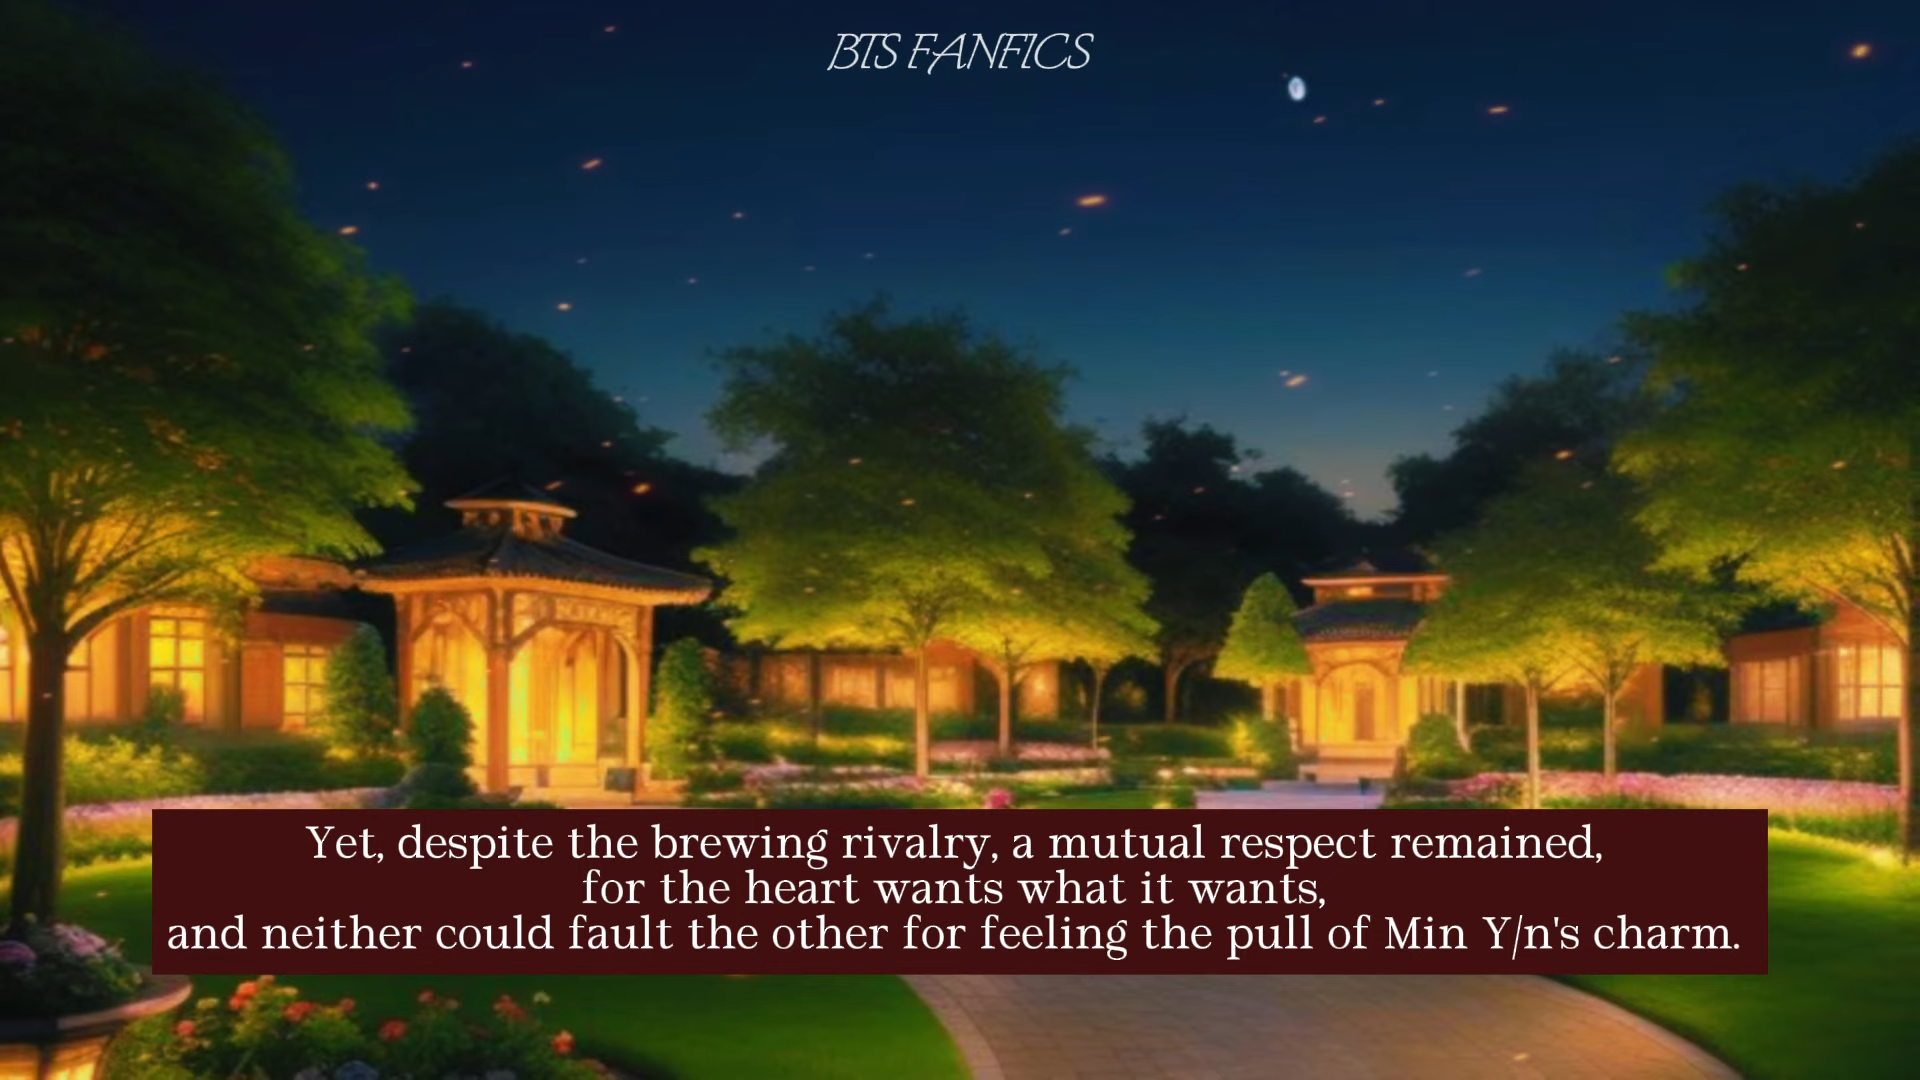 BTS FANFICS
Yet, despite the brewing rivalry, a mutual respect remained,
for the heart wants what it wants,
and neither could fault the other for feeling the pull of Min Y/n's charm.